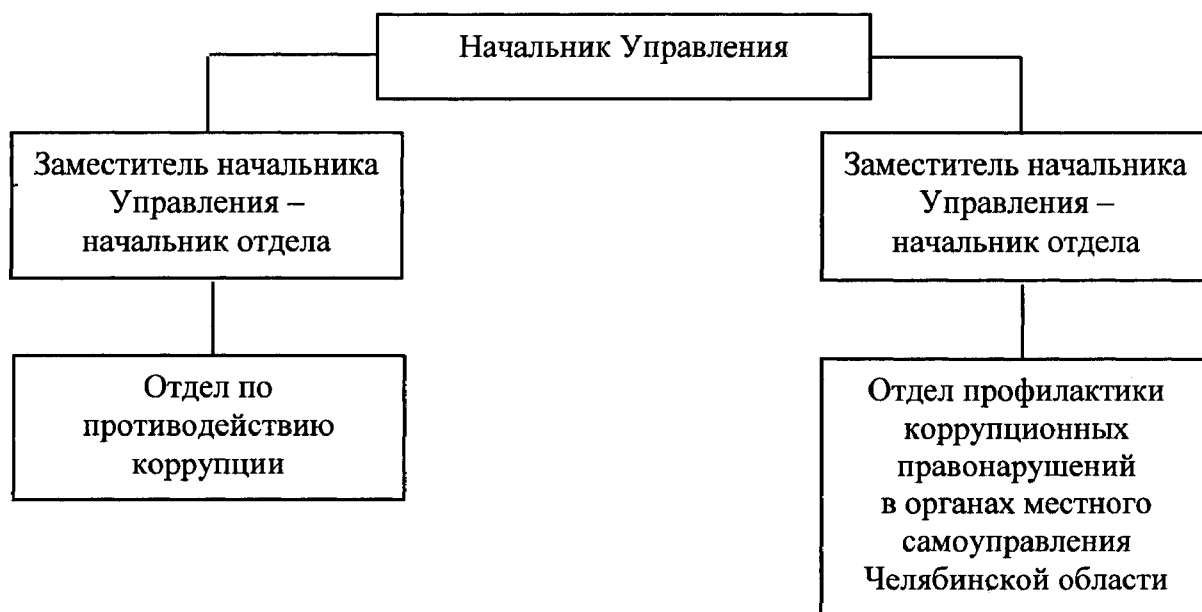 Начальник Управления
Заместитель начальника
Управления –
начальник отдела
Заместитель начальника
Управления –
начальник отдела
Отдел по
противодействию
коррупции
Отдел профилактики
коррупционных
правонарушений
в органах местного
самоуправления
Челябинской области